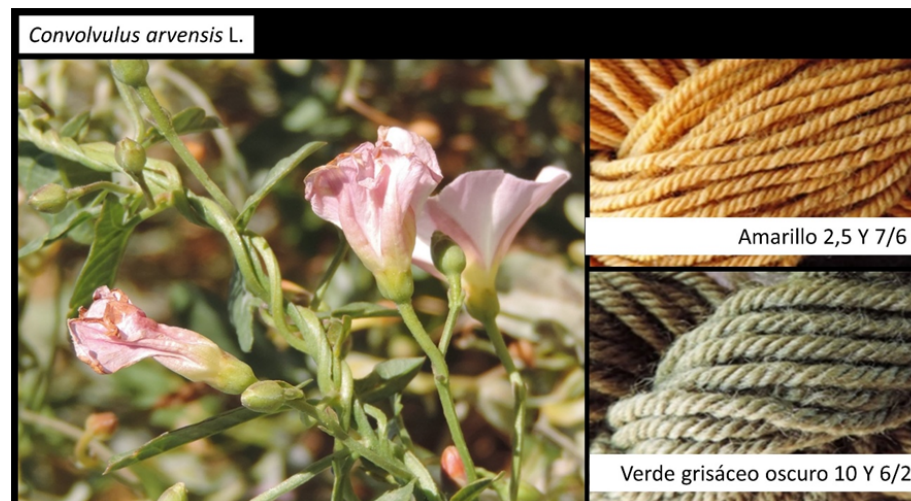 Convolvulus arvensis L.
Amarillo 2,5 Y 7/6
Verde grisáceo oscuro 10 Y 6/2